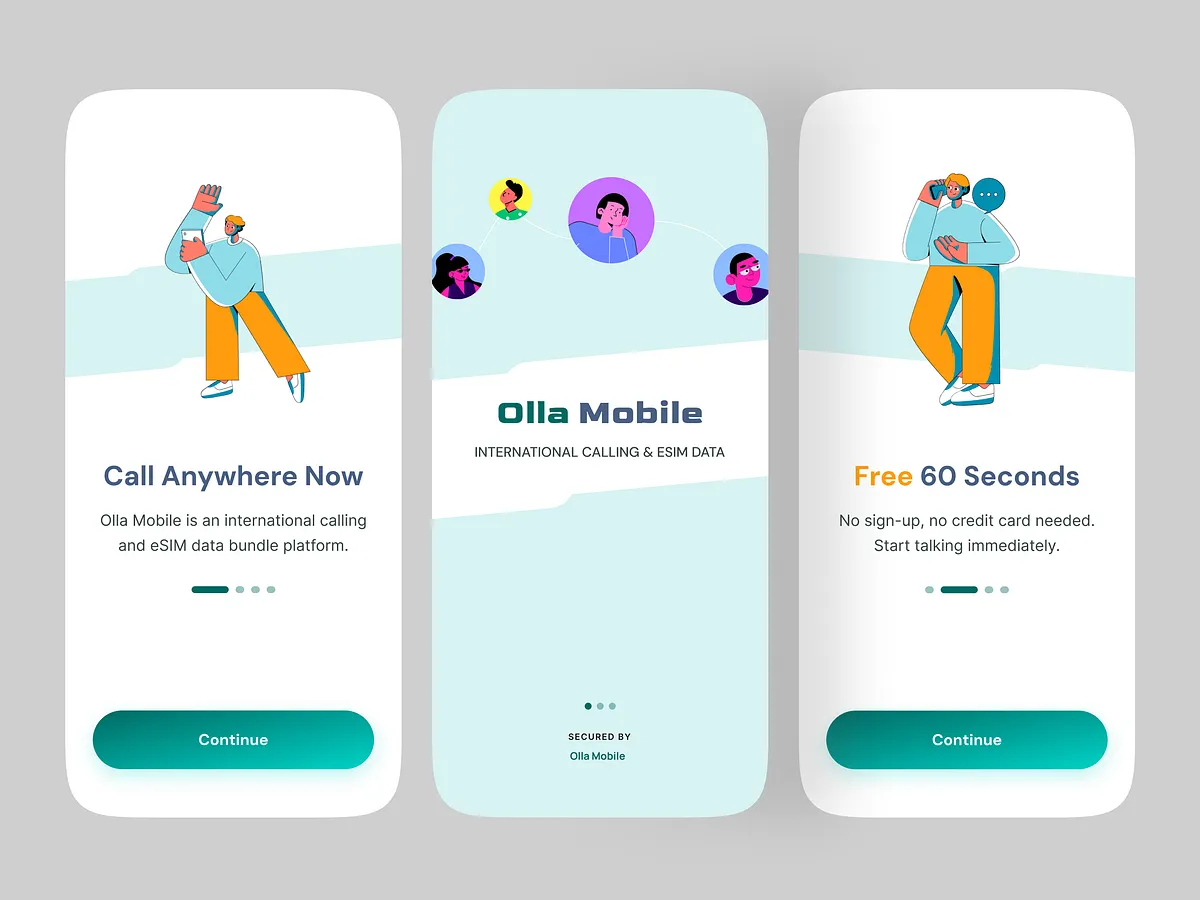 Call Anywhere Now
Olla Mobile is an international calling
and eSIM data bundle platform.
Continue
Olla Mobile
INTERNATIONAL CALLING & ESIM DATA
SECURED BY
Olla Mobile
Free 60 Seconds
No sign-up, no credit card needed.
Start talking immediately.
Continue